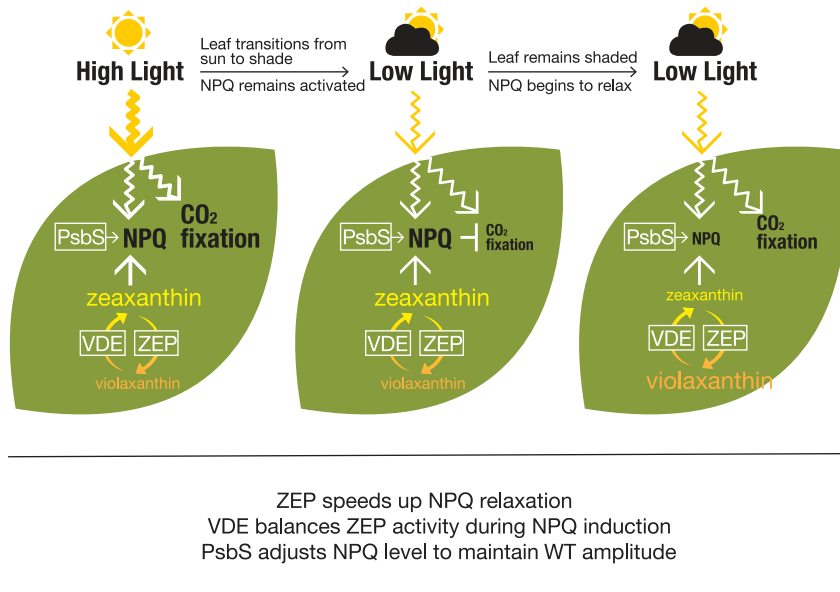 High Light
Leaf transitions from
sun to shade
NPQ remains activated
Low Light
Leaf remains shaded
NPQ begins to relax
Low Light
CO₂
fixation
PsbS
NPQ
zeaxanthin
VDE
ZEP
violaxanthin
CO₂
fixation
PsbS
NPQ
zeaxanthin
VDE
ZEP
violaxanthin
CO₂
fixation
PsbS
NPQ
zeaxanthin
VDE
ZEP
violaxanthin
ZEP speeds up NPQ relaxation
VDE balances ZEP activity during NPQ induction
PsbS adjusts NPQ level to maintain WT amplitude